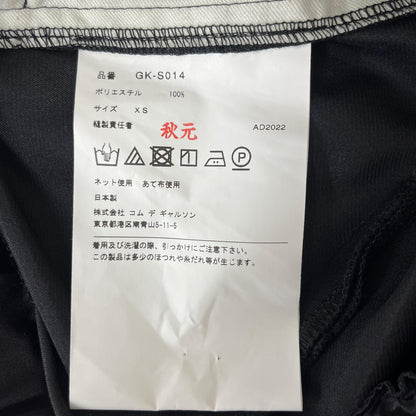 品番 GK-S014
ポリエステル 100%
サイズ XS
縫製責任者 秋元 AD2022
P
ネット使用 あて布使用
日本製
株式会社 コム デ ギャルソン
東京都港区南青山5-11-5
着用及び洗濯の際、引っかけにご注意下さい。
この製品は多少のほつれや糸だれ等が生じます。